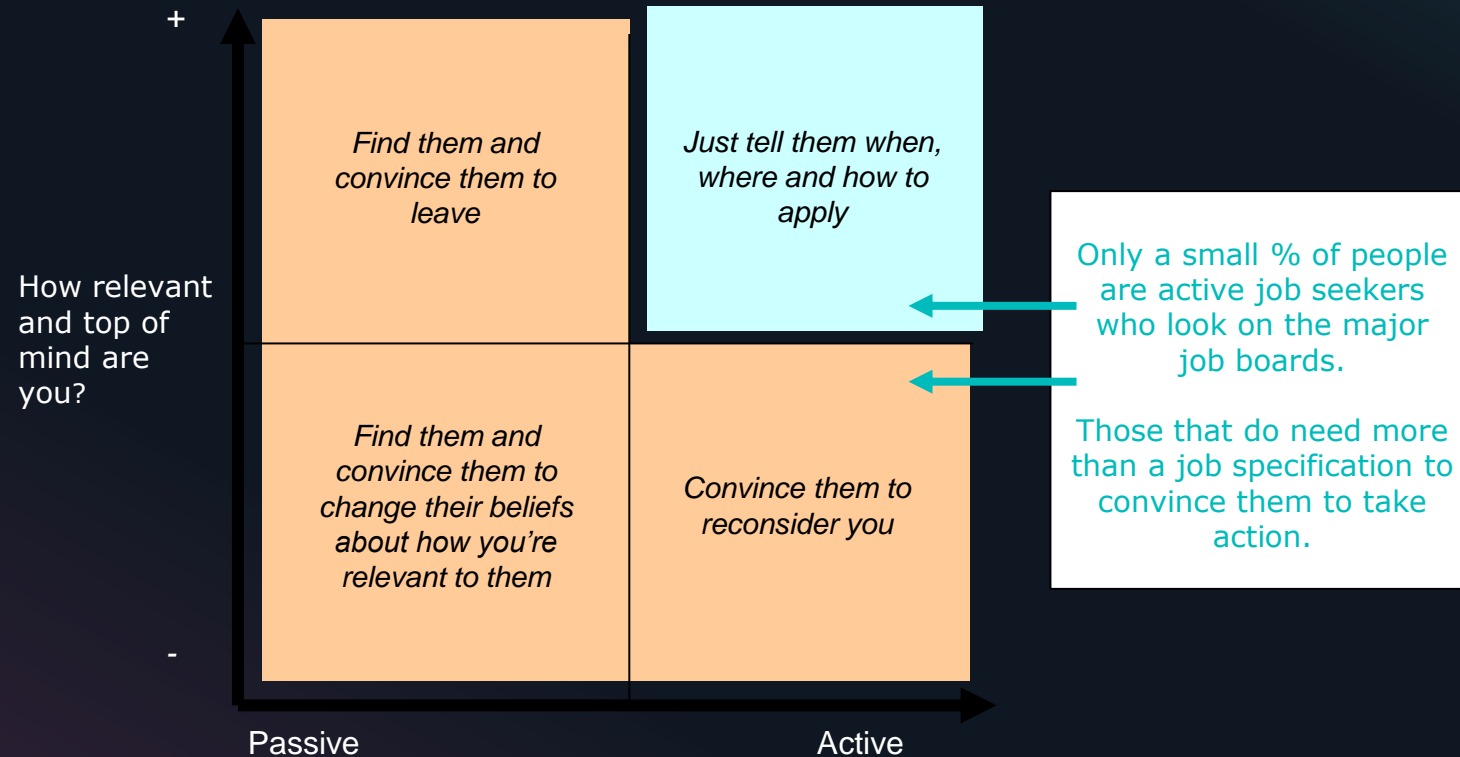 +
Find them and
convince them to
leave
Just tell them when,
where and how to
apply
How relevant
and top of
mind are
you?
Only a small % of people
are active job seekers
who look on the major
job boards.
Those that do need more
than a job specification to
convince them to take
action.
Find them and
convince them to
change their beliefs
about how you’re
relevant to them
Convince them to
reconsider you
-
Passive
Active